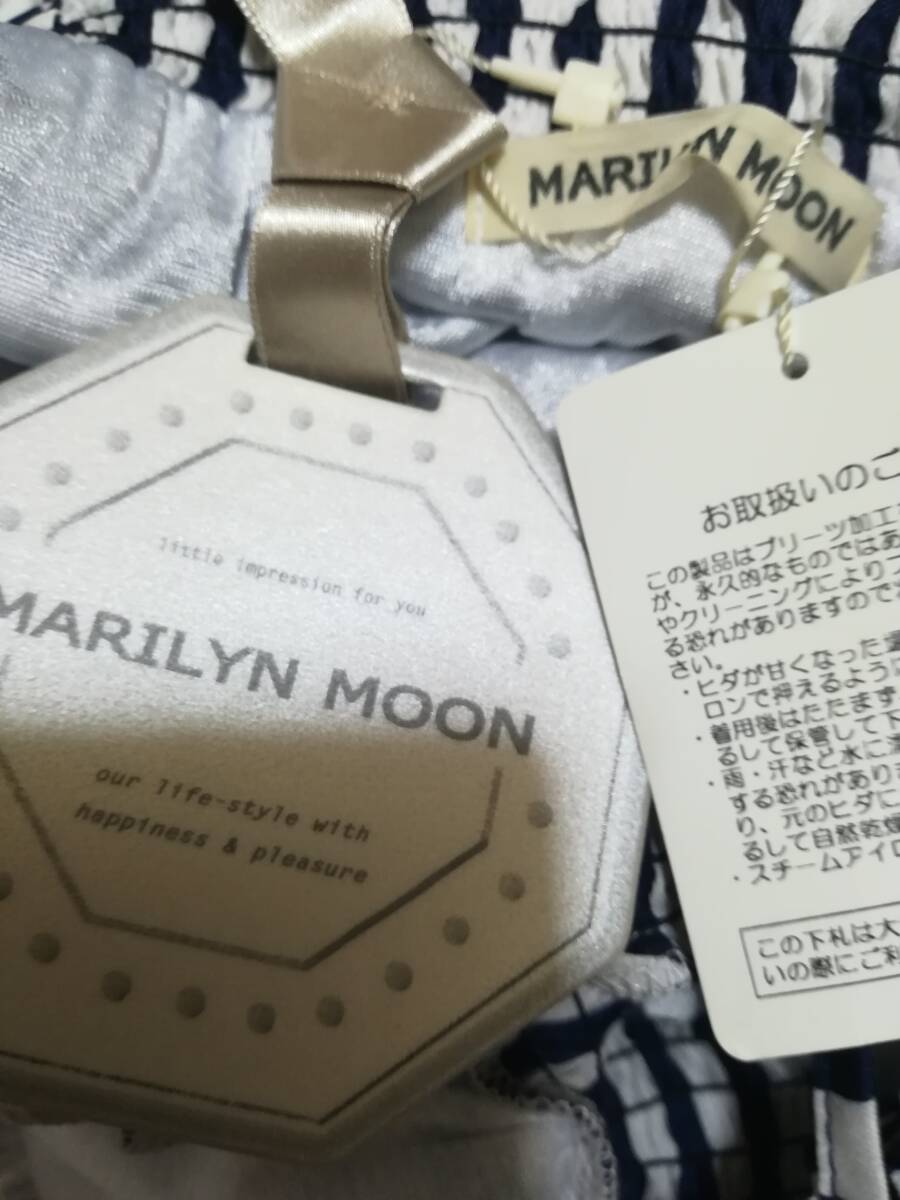 MARILYN MOON
little impression for you
MARILYN MOON
our life-style with
happiness & pleasure
お取扱いのご
この製品はプリーツ加工
が、永久的なものではあ
やクリーニングによりプ
る恐れがありますので
さい。
・ヒダが甘くなった
ロンで押えるように
・着用後はたたまず
るして保管して下
・雨・汗など水に
する恐れがあり
り、元のヒダに
るして自然乾燥
・スチームアイロ
この下札は大
いの際にご利